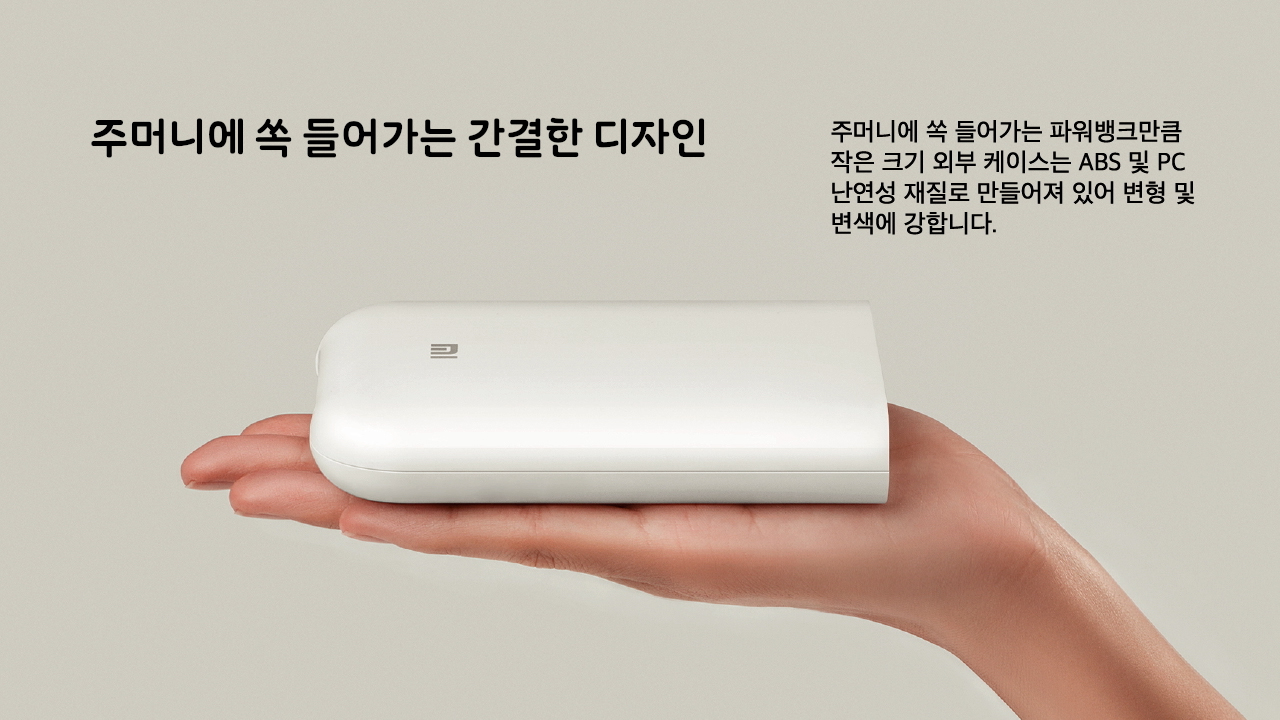 주머니에 쏙 들어가는 간결한 디자인
주머니에 쏙 들어가는 파워뱅크만큼
작은 크기 외부 케이스는 ABS 및 PC
난연성 재질로 만들어져 있어 변형 및
변색에 강합니다.